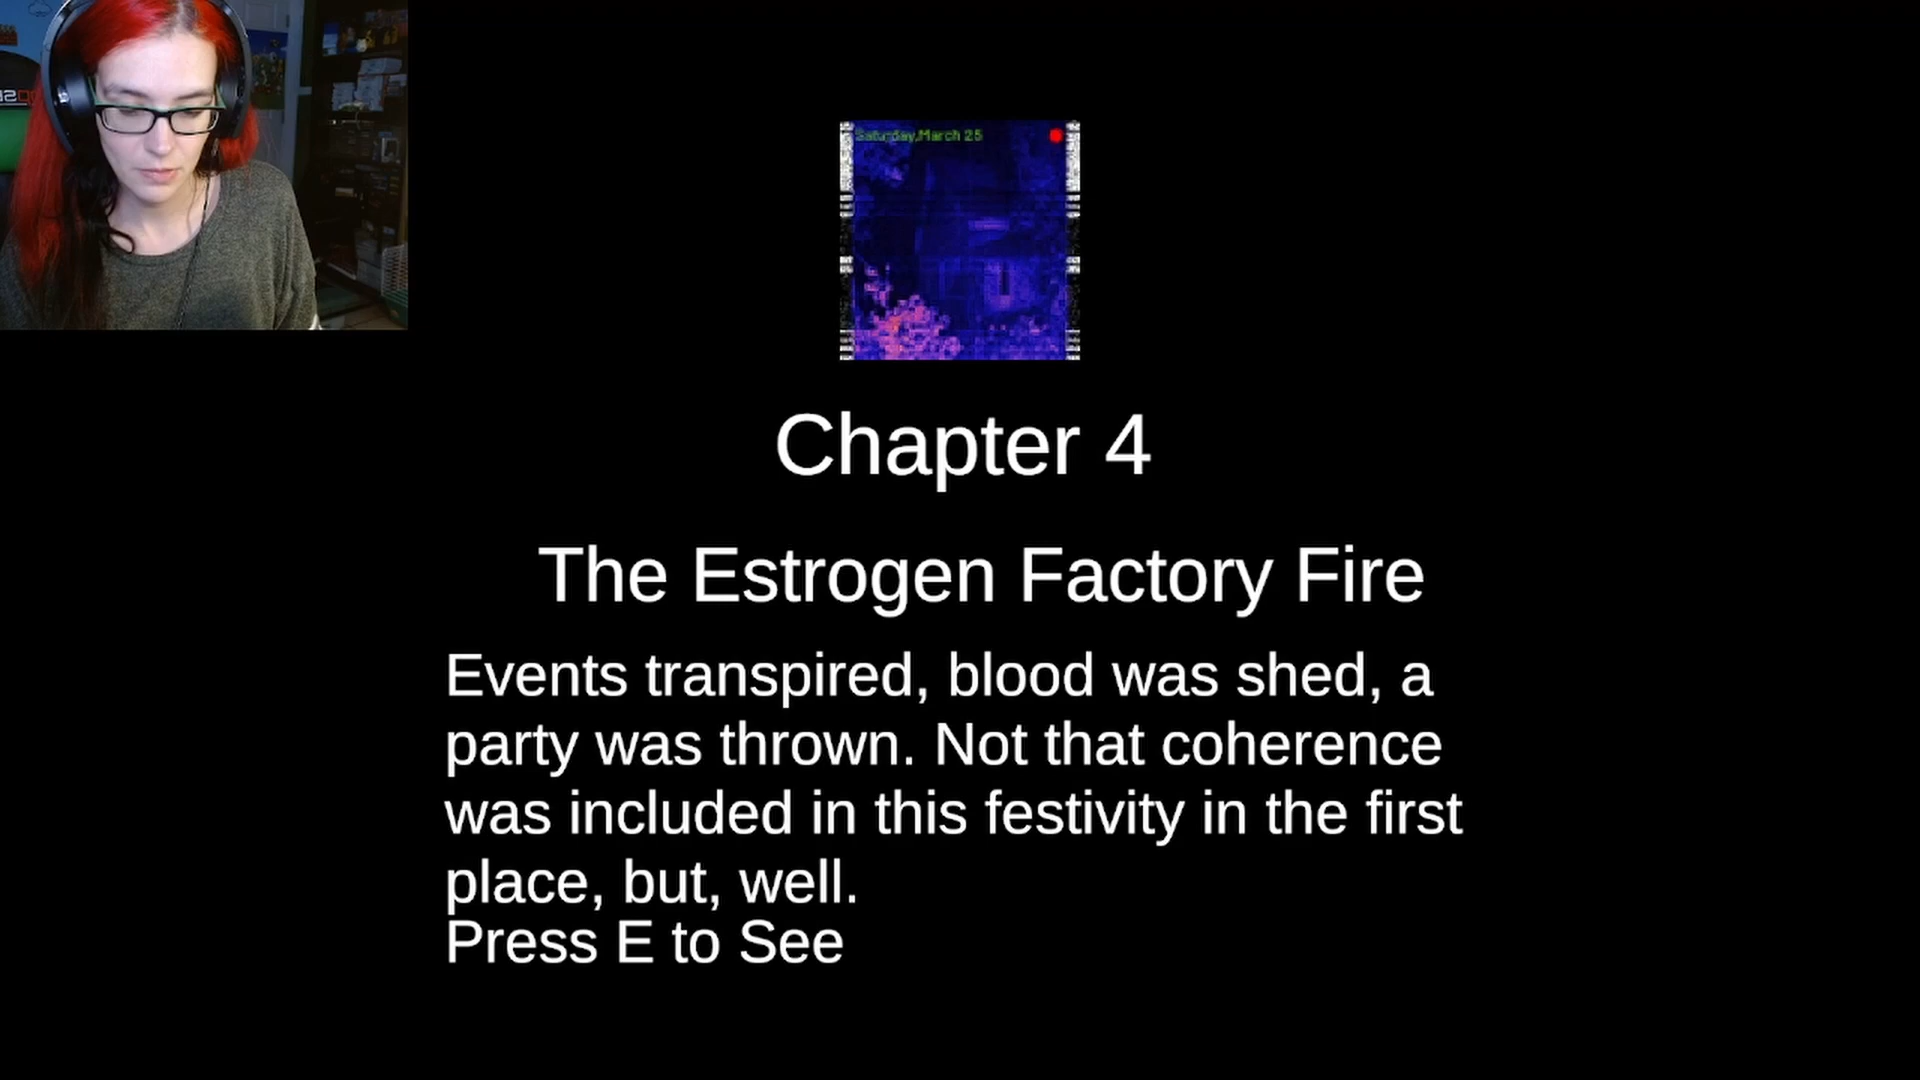 Saturday,March 25
Chapter 4
The Estrogen Factory Fire
Events transpired, blood was shed, a
party was thrown. Not that coherence
was included in this festivity in the first
place, but, well.
Press E to See